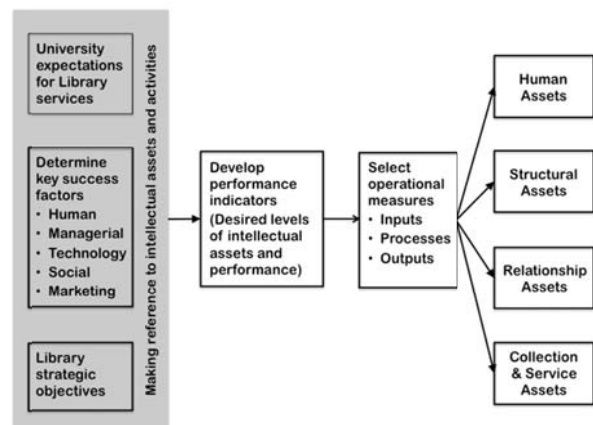 University
expectations
for Library
services
Determine
key success
factors
• Human
• Managerial
• Technology
• Social
• Marketing
Library
strategic
objectives
Making reference to intellectual assets and activities
Develop
performance
indicators
(Desired levels
of intellectual
assets and
performance)
Select
operational
measures
• Inputs
• Processes
• Outputs
Human
Assets
Structural
Assets
Relationship
Assets
Collection
& Service
Assets